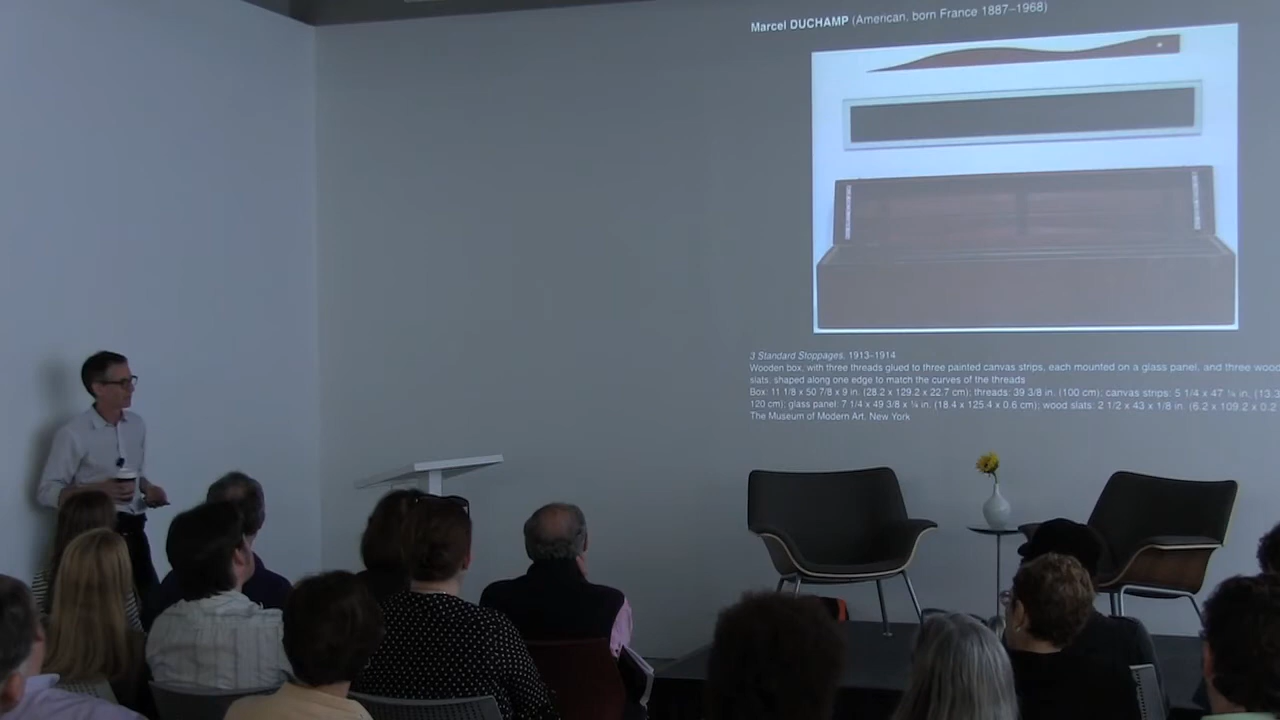 Marcel DUCHAMP (American, born France 1887–1968)
3 Standard Stoppages. 1913–1914
Wooden box, with three threads glued to three painted canvas strips, each mounted on a glass panel, and three wood
slats, shaped along one edge to match the curves of the threads
Box: 11 1/8 x 50 7/8 x 9 in. (28.2 x 129.2 x 22.7 cm); threads: 39 3/8 in. (100 cm); canvas strips: 5 1/4 x 47 ¼ in. (13.3
120 cm); glass panel: 7 1/4 x 49 3/8 x ¼ in. (18.4 x 125.4 x 0.6 cm); wood slats: 2 1/2 x 43 x 1/8 in. (6.2 x 109.2 x 0.2
The Museum of Modern Art, New York